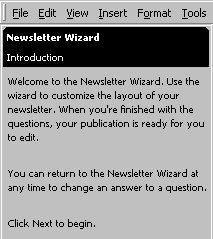 File Edit View Insert Format Tools
Newsletter Wizard
Introduction
Welcome to the Newsletter Wizard. Use the
wizard to customize the layout of your
newsletter. When you're finished with the
questions, your publication is ready for you
to edit.
You can return to the Newsletter Wizard at
any time to change an answer to a question.
Click Next to begin.